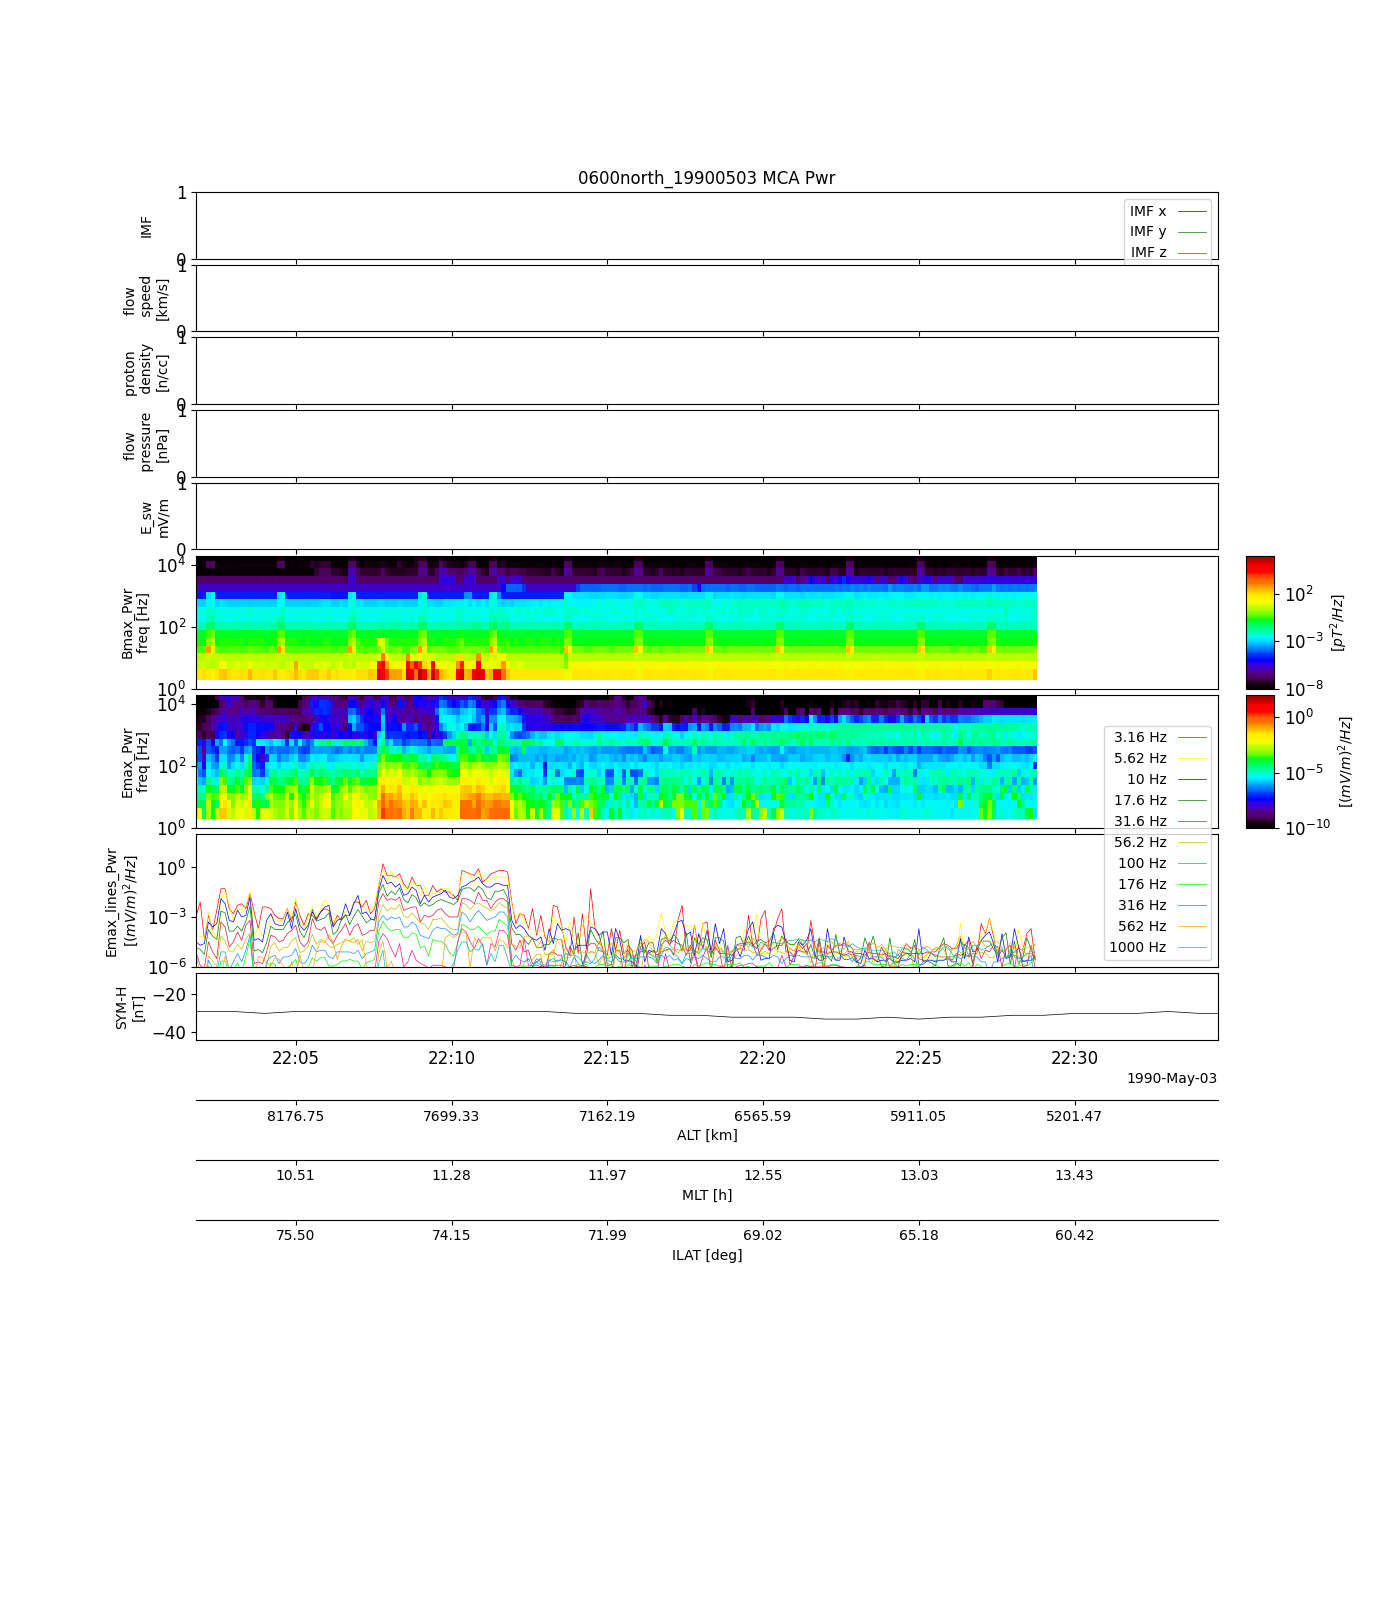 0600north_19900503 MCA Pwr
1
IMF
0
IMF x
IMF y
IMF z
1
flow
speed
[km/s]
0
1
proton
density
[n/cc]
0
1
flow
pressure
[nPa]
0
1
E_sw
mV/m
0
10^4
10^2
10^0
Bmax_Pwr
freq [Hz]
10^2
10^-3
10^-8
[pT^2/Hz]
10^4
10^2
10^0
Emax_Pwr
freq [Hz]
10^0
10^-5
10^-10
[(mV/m)^2/Hz]
3.16 Hz
5.62 Hz
10 Hz
17.6 Hz
31.6 Hz
56.2 Hz
100 Hz
176 Hz
316 Hz
562 Hz
1000 Hz
10^0
10^-3
10^-6
Emax_lines_Pwr
[(mV/m)^2/Hz]
SYM-H
[nT]
−20
−40
22:05 22:10 22:15 22:20 22:25 22:30
1990-May-03
8176.75 7699.33 7162.19 6565.59 5911.05 5201.47
ALT [km]
10.51 11.28 11.97 12.55 13.03 13.43
MLT [h]
75.50 74.15 71.99 69.02 65.18 60.42
ILAT [deg]